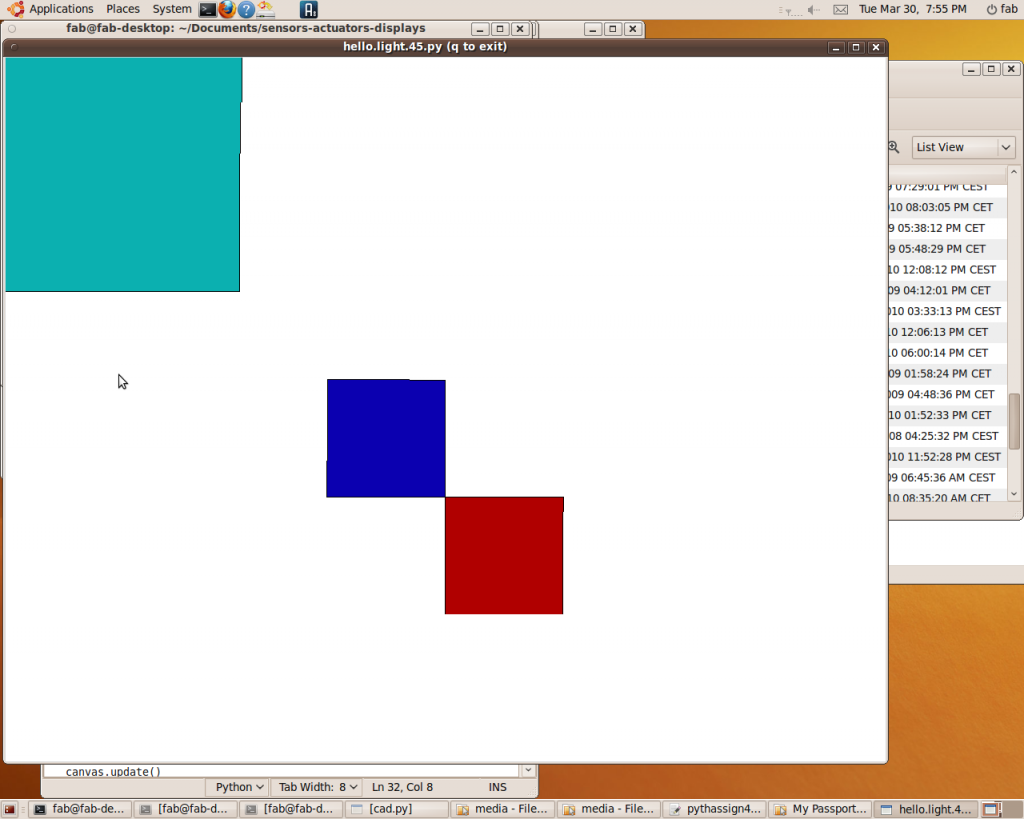 Applications Places System Tue Mar 30, 7:55 PM fab
fab@fab-desktop: ~/Documents/sensors-actuators-displays
hello.light.45.py (q to exit)
List View
07:29:01 PM CEST
10 08:03:05 PM CET
9 05:38:12 PM CET
9 05:48:29 PM CET
10 12:08:12 PM CEST
09 04:12:01 PM CET
010 03:33:13 PM CEST
10 12:06:13 PM CET
10 06:00:14 PM CET
09 01:58:24 PM CET
009 04:48:36 PM CET
10 01:52:33 PM CET
08 04:25:32 PM CEST
010 11:52:28 PM CEST
09 06:45:36 AM CEST
10 08:35:20 AM CET
canvas.update()
Python Tab Width: 8 Ln 32, Col 8 INS
fab@fab-de... [fab@fab-d... [fab@fab-d... [cad.py] media - File... media - File... pythassign4... My Passport... hello.light.4...